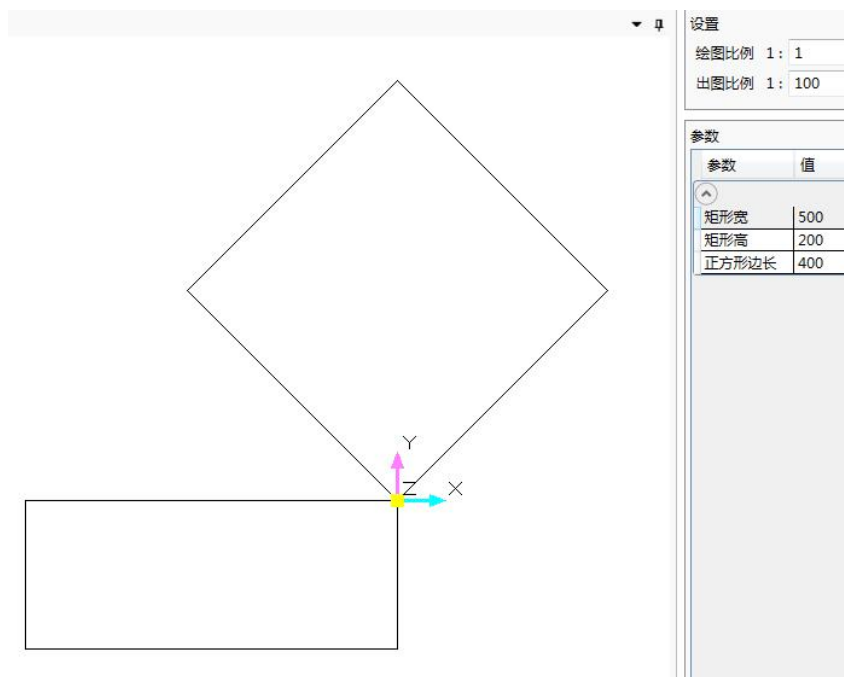 设置
绘图比例 1: 1
出图比例 1: 100
参数
参数 值
矩形宽 500
矩形高 200
正方形边长 400
Y
Z X